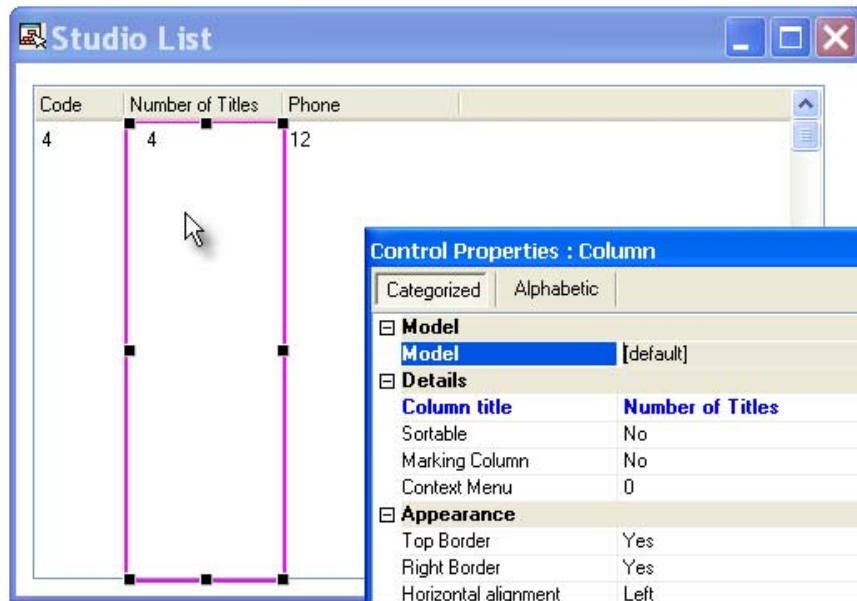 Studio List
Code Number of Titles Phone
4 4 12
Control Properties : Column
Categorized Alphabetic
Model
Model [default]
Details
Column title Number of Titles
Sortable No
Marking Column No
Context Menu 0
Appearance
Top Border Yes
Right Border Yes
Horizontal alignment Left